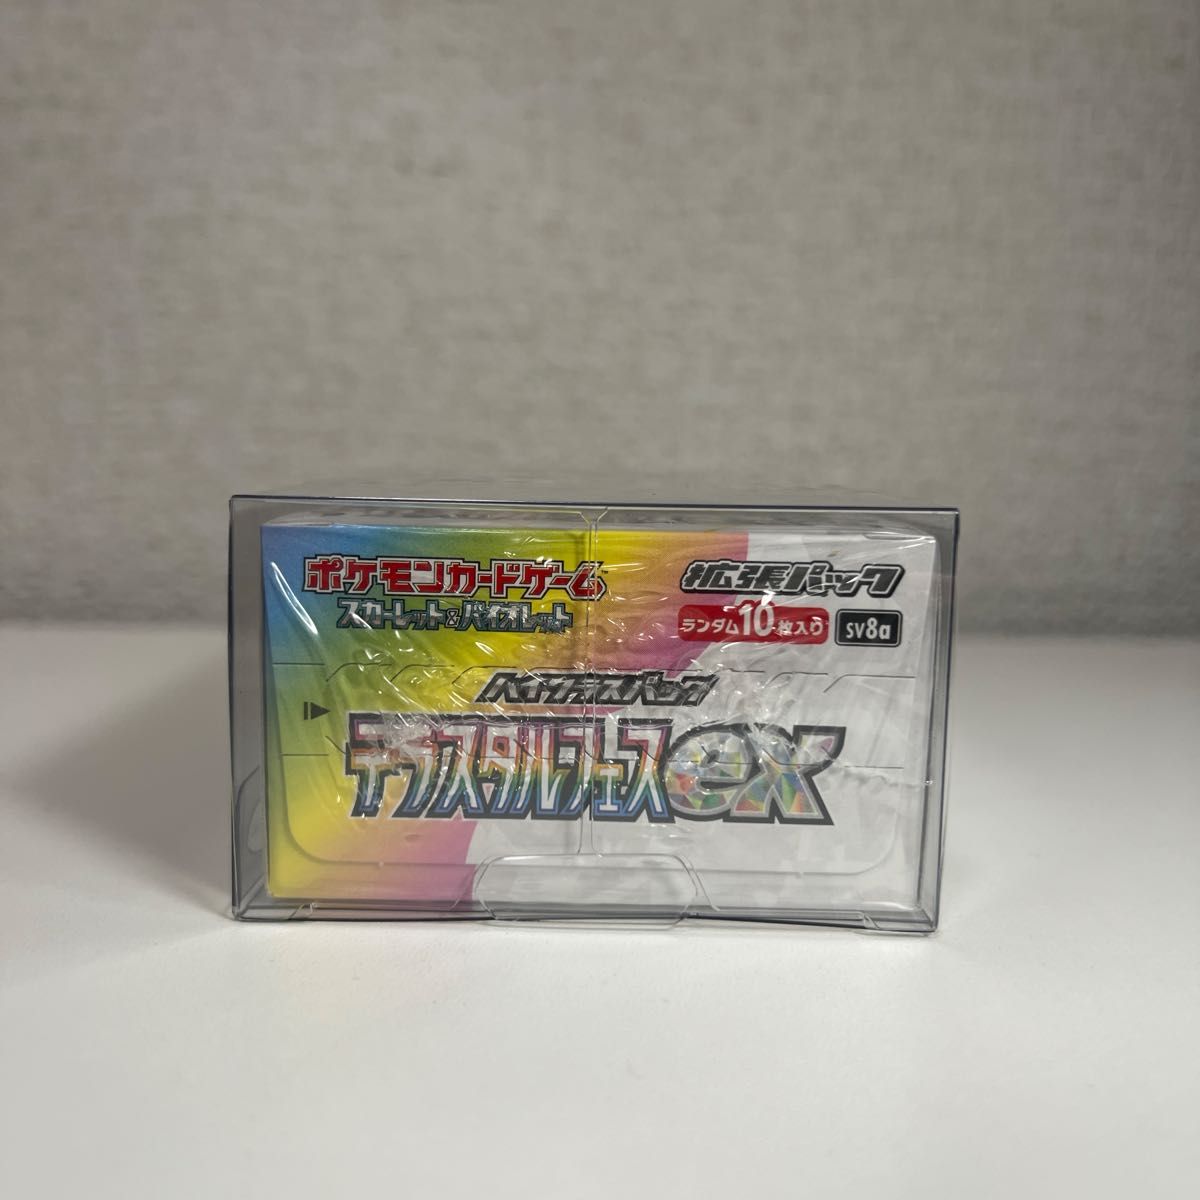 ポケモンカードゲーム™
スカーレット&バイオレット
拡張パック
ランダム10枚入り
SV8a
ハイクラスパック
テラスタルフェスex